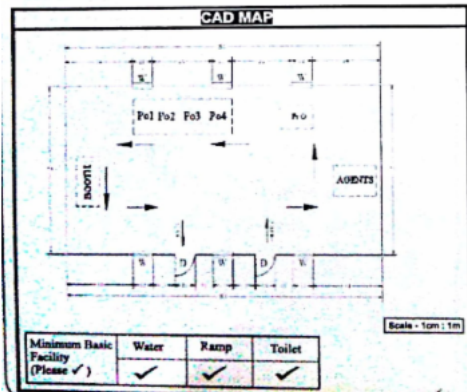 CAD MAP
W W W
Po1 Po2 Po3 Po4
BOOTH
AGENTS
W D W D W
Scale - 1cm : 1m
Minimum Basic Facility (Please ✓) Water Ramp Toilet
✓ ✓ ✓